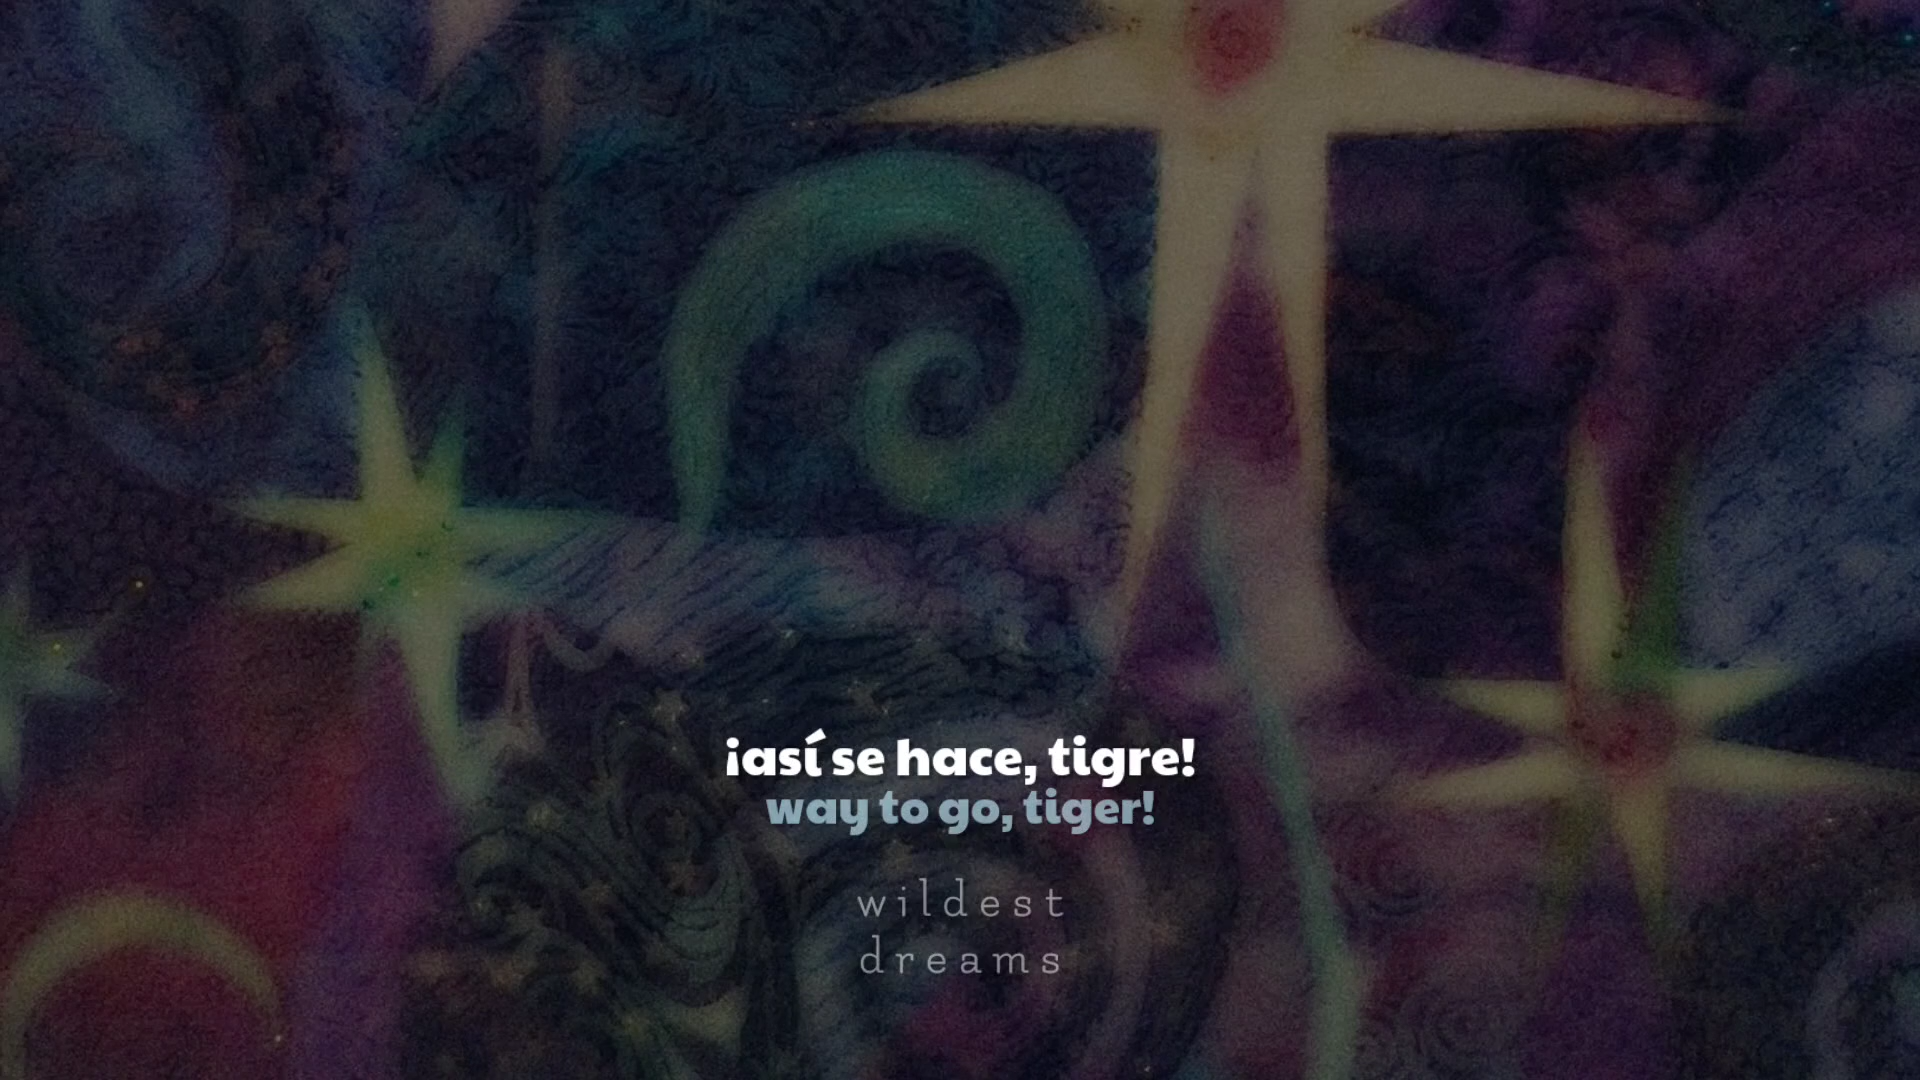 ¡así se hace, tigre!
way to go, tiger!
wildest
dreams